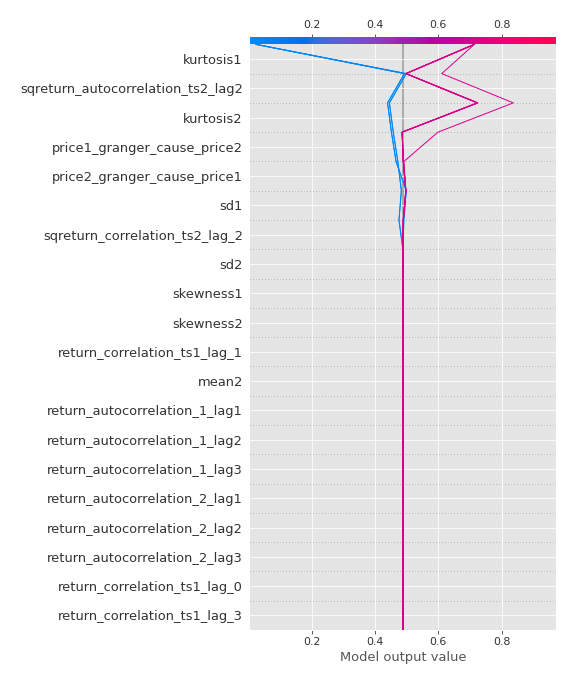 0.2 0.4 0.6 0.8
kurtosis1
sqreturn_autocorrelation_ts2_lag2
kurtosis2
price1_granger_cause_price2
price2_granger_cause_price1
sd1
sqreturn_correlation_ts2_lag_2
sd2
skewness1
skewness2
return_correlation_ts1_lag_1
mean2
return_autocorrelation_1_lag1
return_autocorrelation_1_lag2
return_autocorrelation_1_lag3
return_autocorrelation_2_lag1
return_autocorrelation_2_lag2
return_autocorrelation_2_lag3
return_correlation_ts1_lag_0
return_correlation_ts1_lag_3
0.2 0.4 0.6 0.8
Model output value